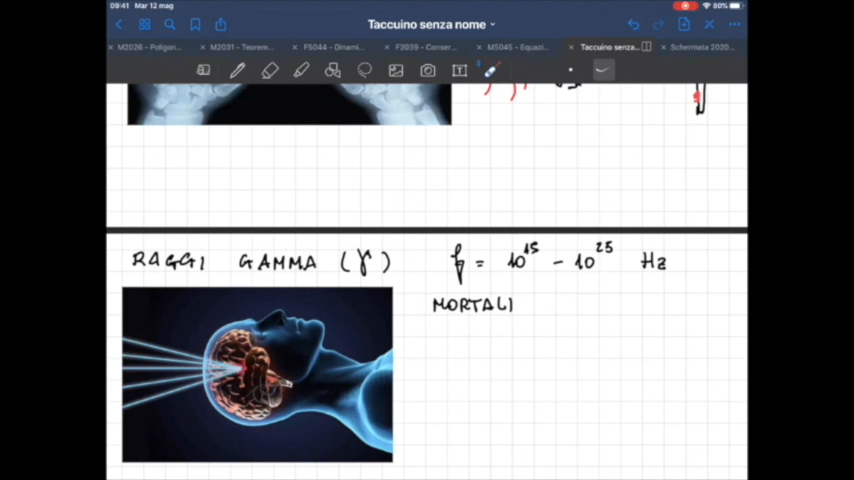 09:41 Mar 12 mag
80%
Taccuino senza nome
M2026 - Poligon...
M2031 - Teorem...
F5044 - Dinami...
F3039 - Conser...
M5045 - Equazi...
Taccuino senza...
Schermata 2020...
RAGGI GAMMA (γ) f = 10¹⁵ - 10²⁵ Hz
MORTALI